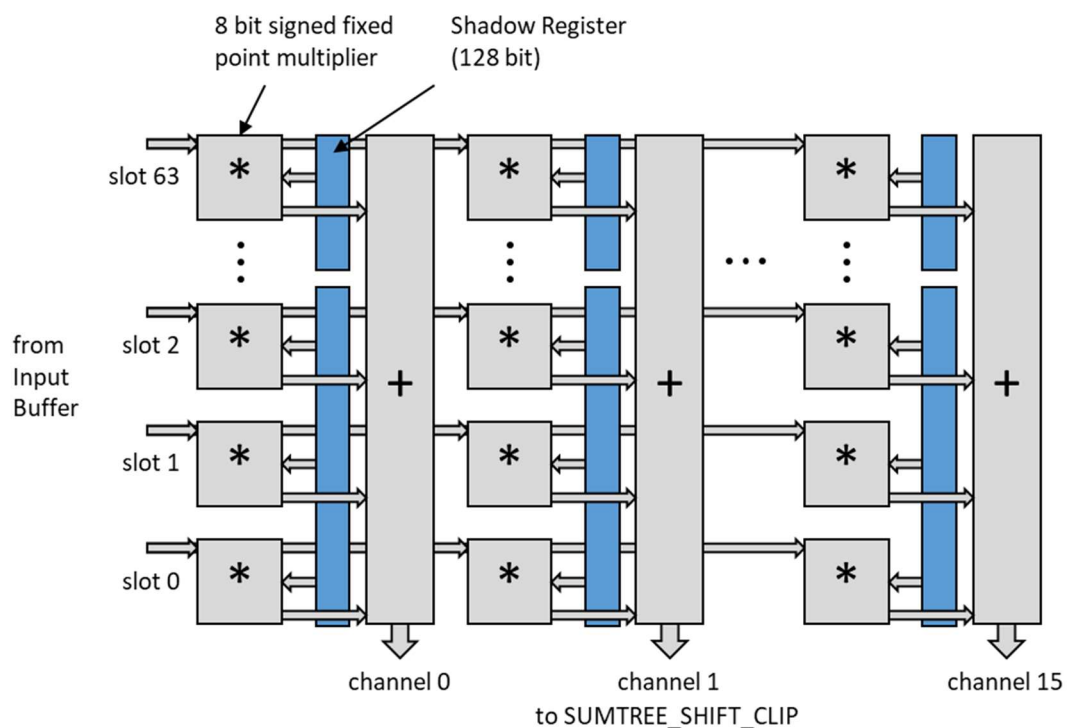 8 bit signed fixed
point multiplier
Shadow Register
(128 bit)
slot 63
* * *
slot 2
* * *
from
Input
Buffer
+ + +
slot 1
* * *
slot 0
* * *
channel 0
channel 1
channel 15
to SUMTREE_SHIFT_CLIP